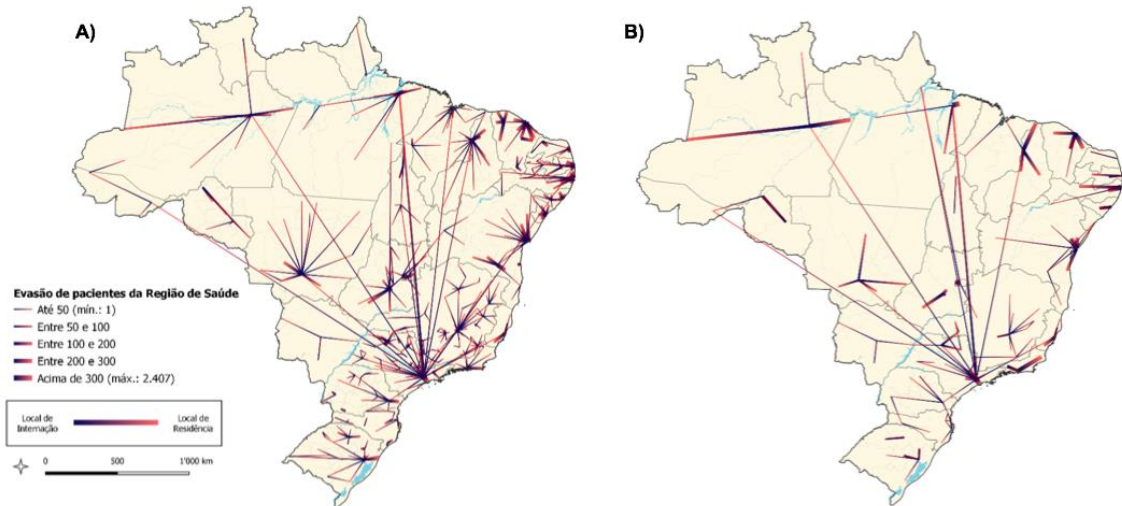 A)
B)
Evasão de pacientes da Região de Saúde
Até 50 (mín.: 1)
Entre 50 e 100
Entre 100 e 200
Entre 200 e 300
Acima de 300 (máx.: 2.407)
Local de Internação
Local de Residência
0 500 1'000 km